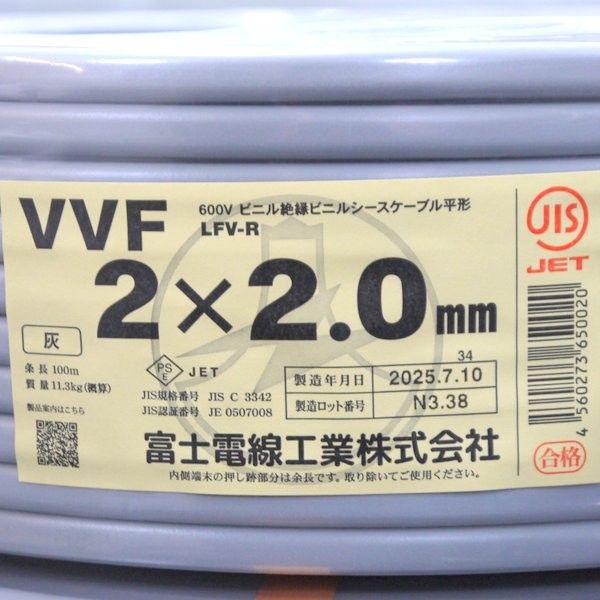 VVF
600V ビニル絶縁ビニルシースケーブル平形
LFV-R
2×2.0mm
灰
条長 100m
質量 11.3kg(概算)
製品案内はこちら
PS
E
JET
JIS規格番号 JIS C 3342
JIS認証番号 JE 0507008
34
製造年月日 2025.7.10
製造ロット番号 N3.38
富士電線工業株式会社
内側端末の押し跡部分は余長です。取り除いてご使用ください。
JIS
JET
4 560273 650020
合格